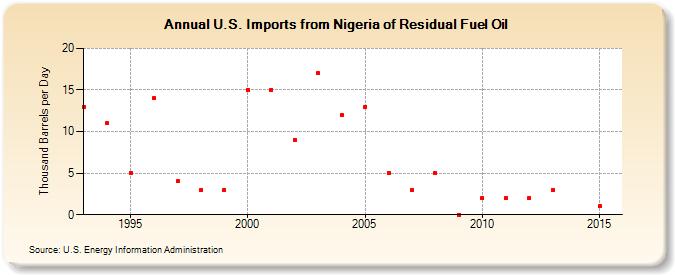 Annual U.S. Imports from Nigeria of Residual Fuel Oil
Thousand Barrels per Day
20
15
10
5
0
1995 2000 2005 2010 2015
Source: U.S. Energy Information Administration